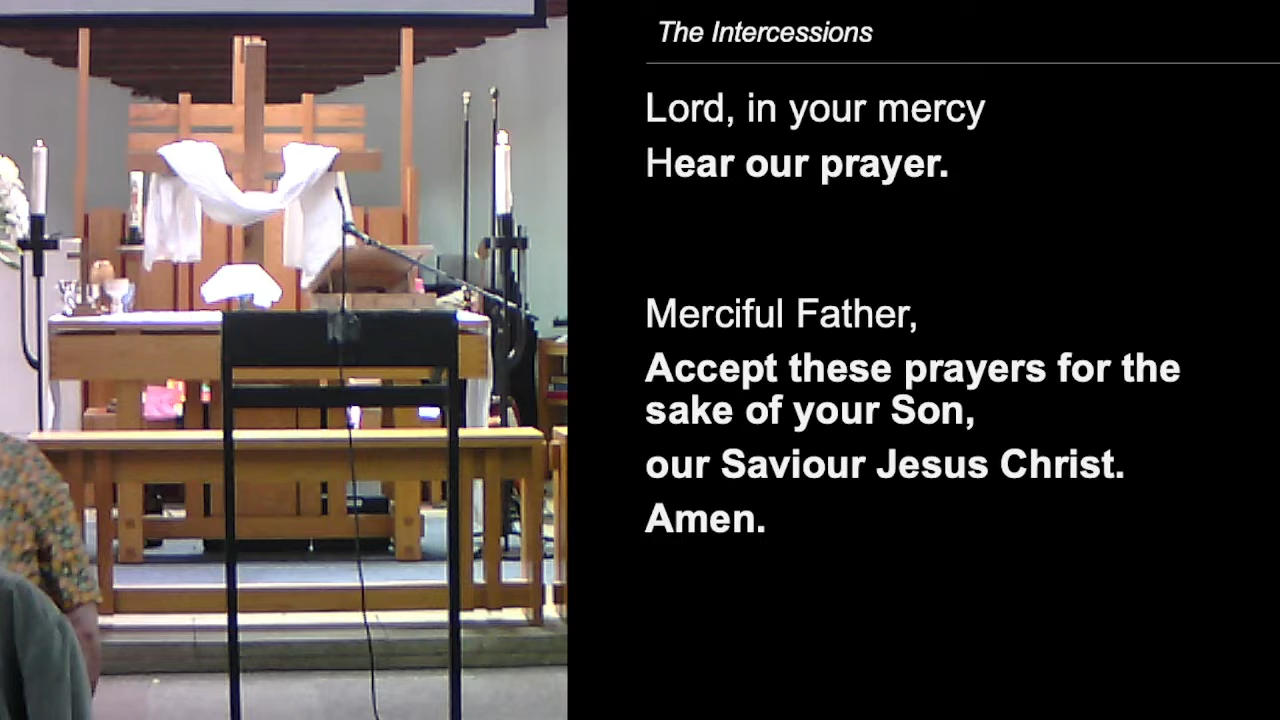 The Intercessions
Lord, in your mercy
Hear our prayer.
Merciful Father,
Accept these prayers for the
sake of your Son,
our Saviour Jesus Christ.
Amen.